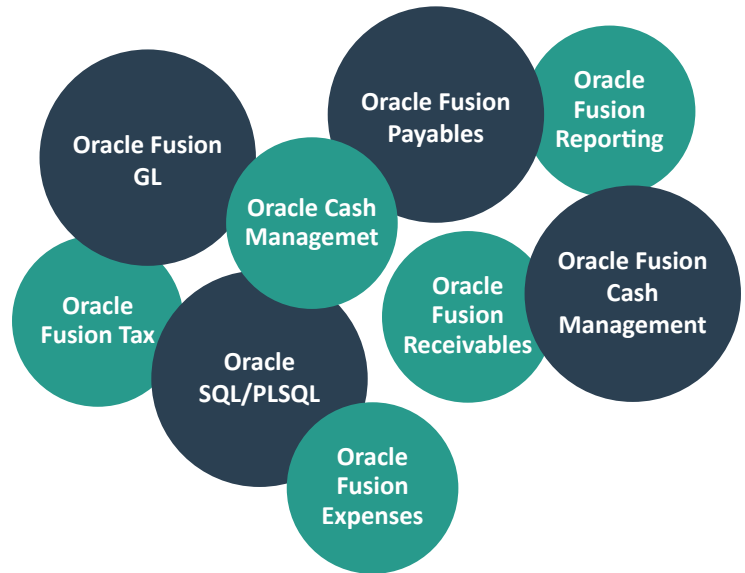 Oracle Fusion
GL
Oracle Fusion
Payables
Oracle
Fusion
Reporting
Oracle Cash
Managemet
Oracle Fusion
Cash
Management
Oracle
Fusion Tax
Oracle
Fusion
Receivables
Oracle
SQL/PLSQL
Oracle
Fusion
Expenses